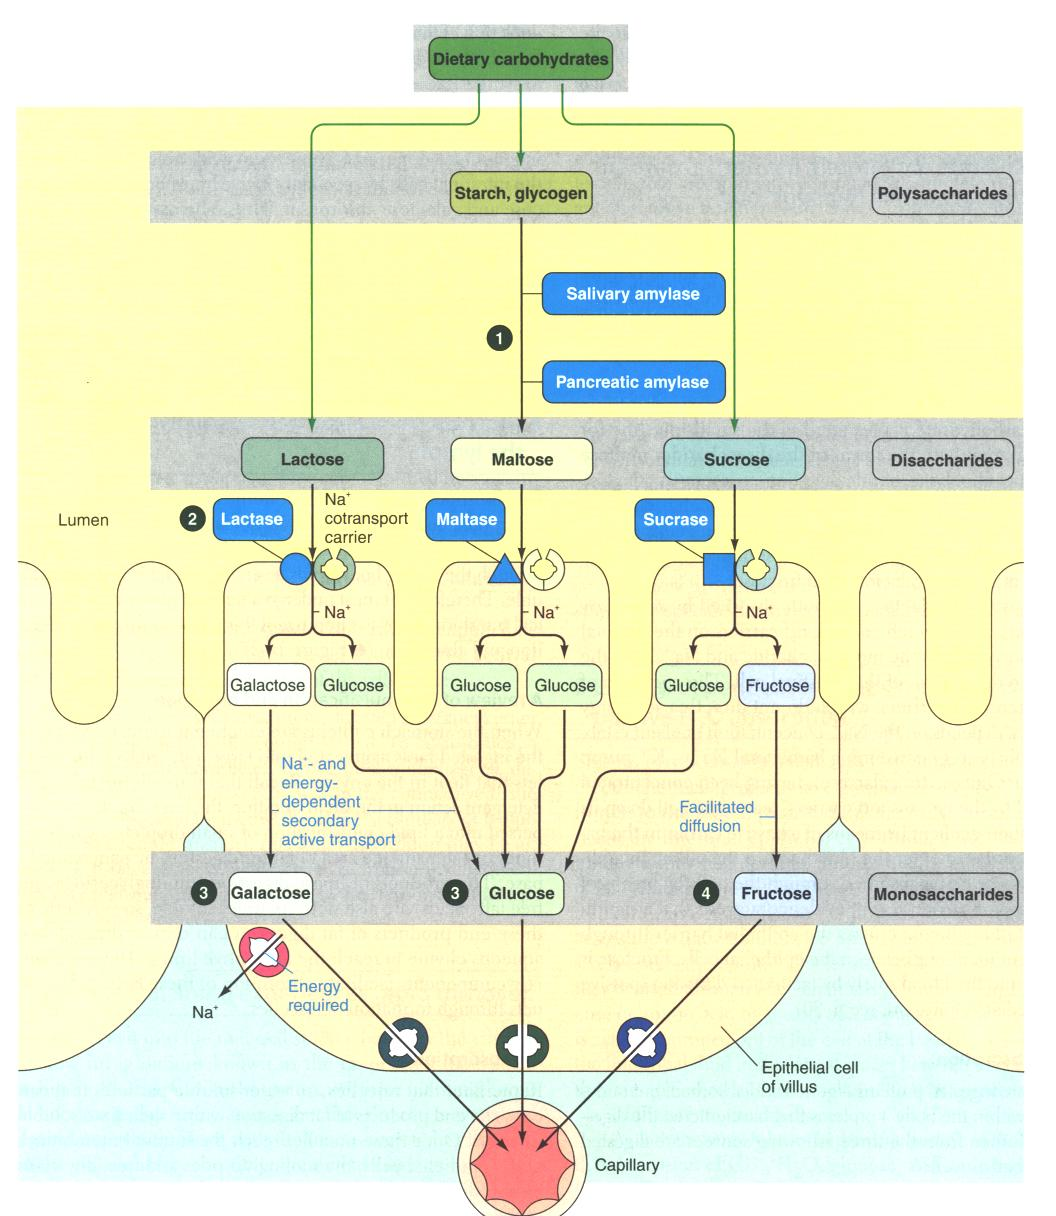 Dietary carbohydrates
Starch, glycogen
Polysaccharides
Salivary amylase
1
Pancreatic amylase
Lactose
Maltose
Sucrose
Disaccharides
Lumen
2
Lactase
Na⁺
cotransport
carrier
Maltase
Sucrase
Na⁺
Na⁺
Na⁺
Galactose
Glucose
Glucose
Glucose
Glucose
Fructose
Na⁺- and
energy-
dependent
secondary
active transport
Facilitated
diffusion
3
Galactose
3
Glucose
4
Fructose
Monosaccharides
Energy
required
Na⁺
Epithelial cell
of villus
Capillary